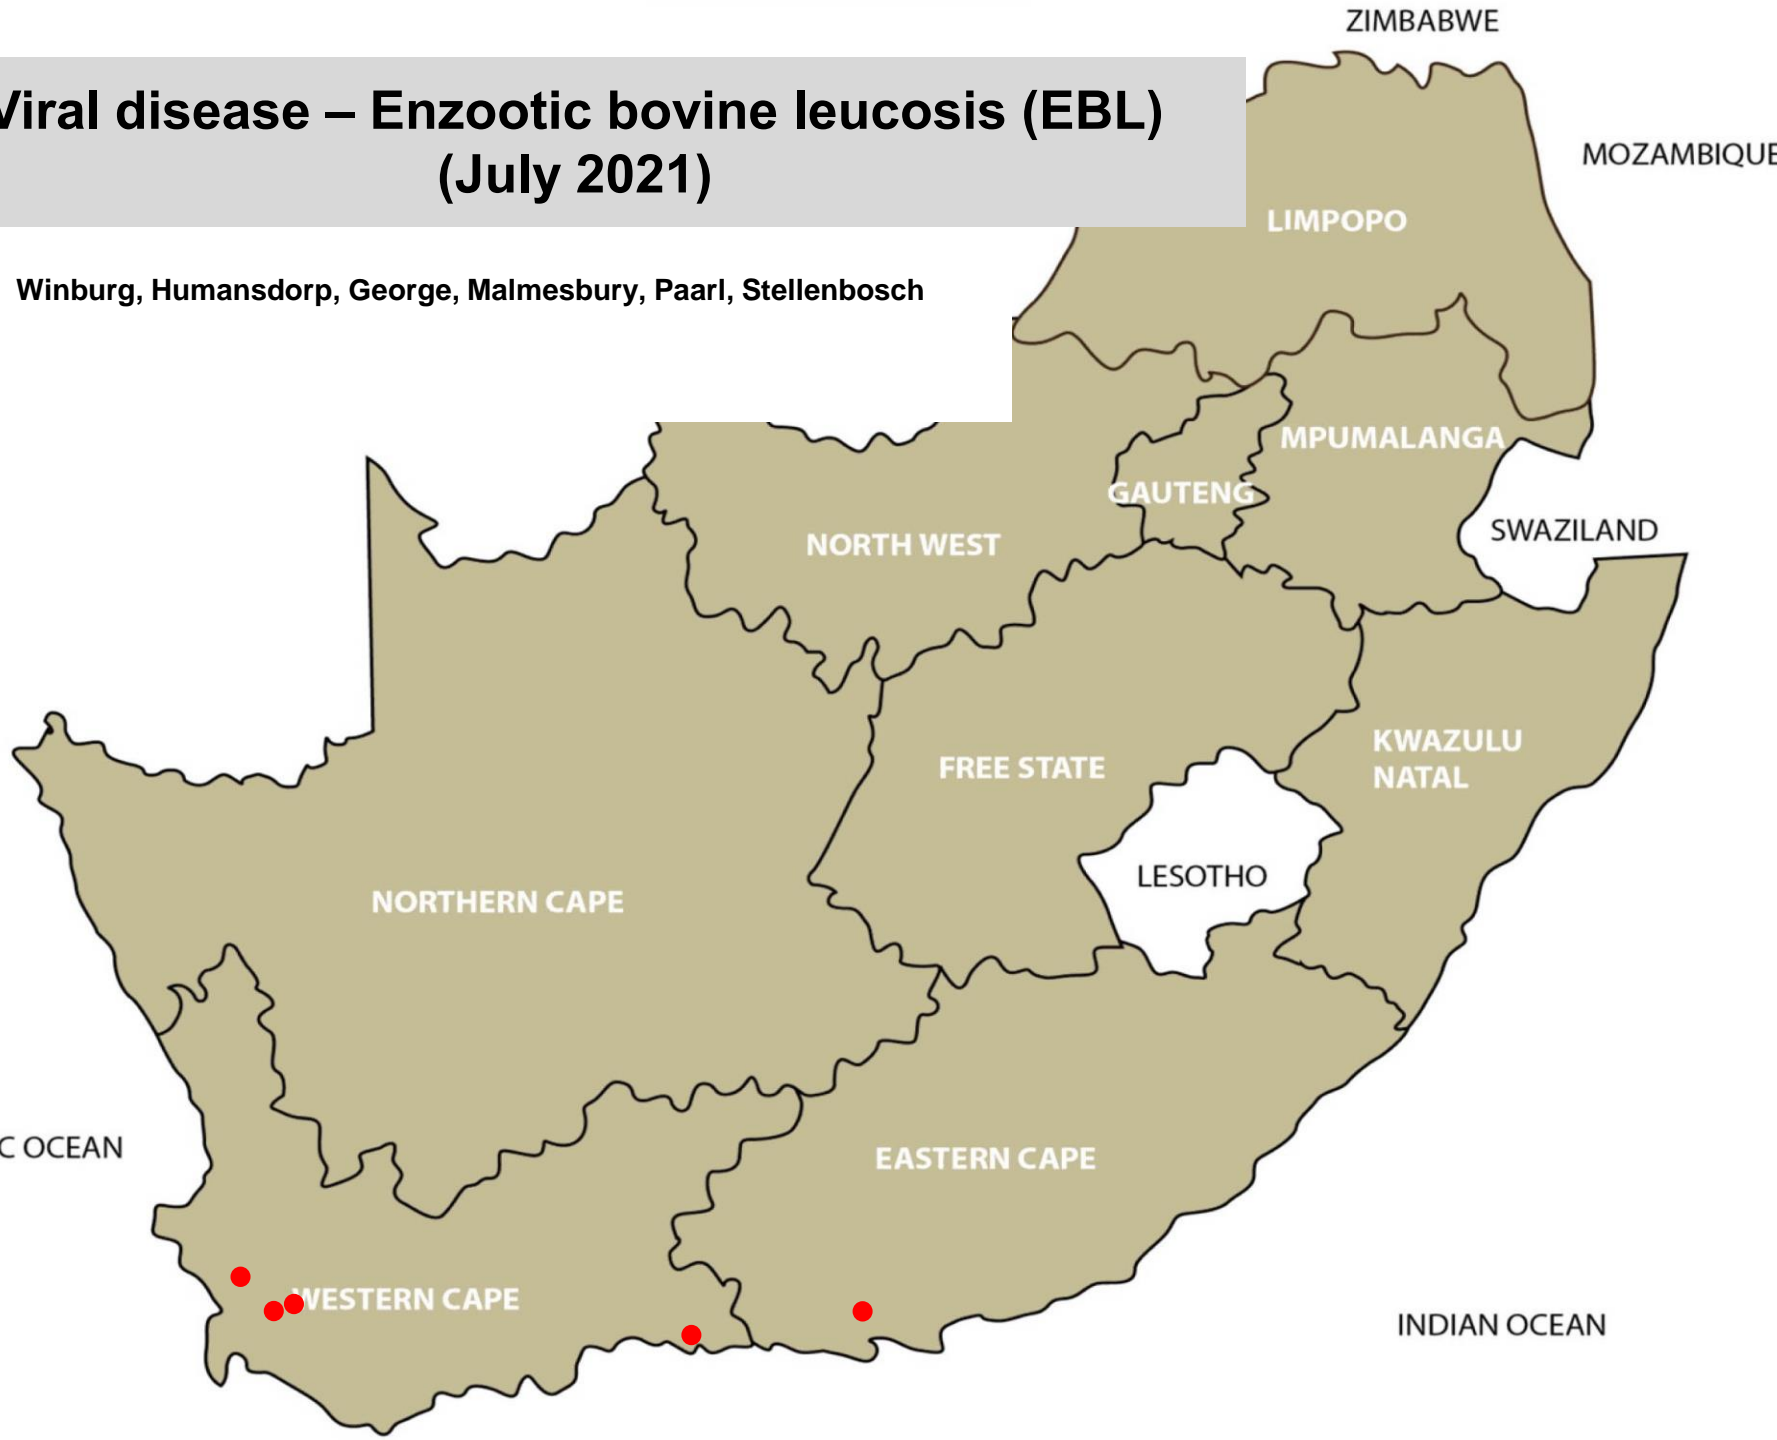 ZIMBABWE
Viral disease – Enzootic bovine leucosis (EBL)
(July 2021)
MOZAMBIQUE
LIMPOPO
Winburg, Humansdorp, George, Malmesbury, Paarl, Stellenbosch
MPUMALANGA
GAUTENG
NORTH WEST
SWAZILAND
FREE STATE
KWAZULU
NATAL
LESOTHO
NORTHERN CAPE
C OCEAN
EASTERN CAPE
WESTERN CAPE
INDIAN OCEAN